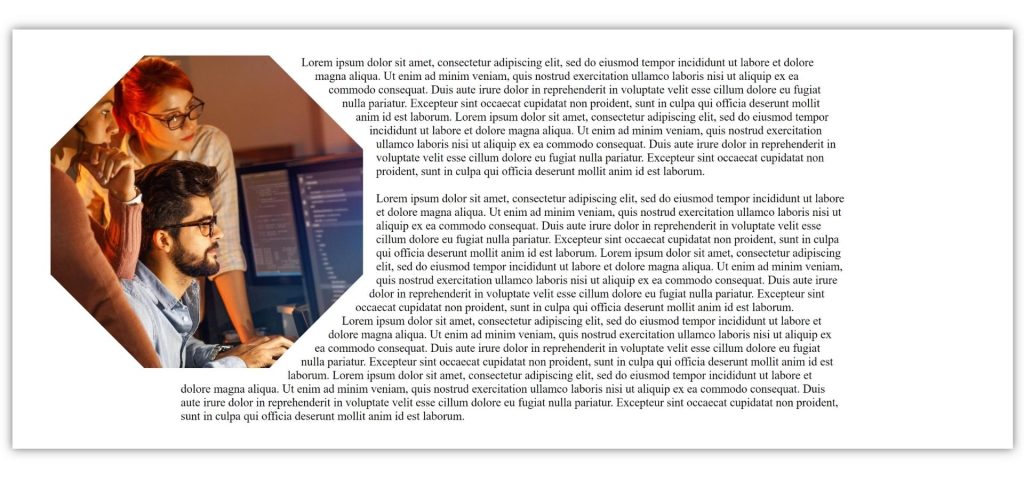 Lorem ipsum dolor sit amet, consectetur adipiscing elit, sed do eiusmod tempor incididunt ut labore et dolore
magna aliqua. Ut enim ad minim veniam, quis nostrud exercitation ullamco laboris nisi ut aliquip ex ea
commodo consequat. Duis aute irure dolor in reprehenderit in voluptate velit esse cillum dolore eu fugiat
nulla pariatur. Excepteur sint occaecat cupidatat non proident, sunt in culpa qui officia deserunt mollit
anim id est laborum. Lorem ipsum dolor sit amet, consectetur adipiscing elit, sed do eiusmod tempor
incididunt ut labore et dolore magna aliqua. Ut enim ad minim veniam, quis nostrud exercitation
ullamco laboris nisi ut aliquip ex ea commodo consequat. Duis aute irure dolor in reprehenderit in
voluptate velit esse cillum dolore eu fugiat nulla pariatur. Excepteur sint occaecat cupidatat non
proident, sunt in culpa qui officia deserunt mollit anim id est laborum.
Lorem ipsum dolor sit amet, consectetur adipiscing elit, sed do eiusmod tempor incididunt ut labore
et dolore magna aliqua. Ut enim ad minim veniam, quis nostrud exercitation ullamco laboris nisi ut
aliquip ex ea commodo consequat. Duis aute irure dolor in reprehenderit in voluptate velit esse
cillum dolore eu fugiat nulla pariatur. Excepteur sint occaecat cupidatat non proident, sunt in culpa
qui officia deserunt mollit anim id est laborum. Lorem ipsum dolor sit amet, consectetur adipiscing
elit, sed do eiusmod tempor incididunt ut labore et dolore magna aliqua. Ut enim ad minim veniam,
quis nostrud exercitation ullamco laboris nisi ut aliquip ex ea commodo consequat. Duis aute irure
dolor in reprehenderit in voluptate velit esse cillum dolore eu fugiat nulla pariatur. Excepteur sint
occaecat cupidatat non proident, sunt in culpa qui officia deserunt mollit anim id est laborum.
Lorem ipsum dolor sit amet, consectetur adipiscing elit, sed do eiusmod tempor incididunt ut labore et
dolore magna aliqua. Ut enim ad minim veniam, quis nostrud exercitation ullamco laboris nisi ut aliquip ex
ea commodo consequat. Duis aute irure dolor in reprehenderit in voluptate velit esse cillum dolore eu fugiat
nulla pariatur. Excepteur sint occaecat cupidatat non proident, sunt in culpa qui officia deserunt mollit anim id est
laborum. Lorem ipsum dolor sit amet, consectetur adipiscing elit, sed do eiusmod tempor incididunt ut labore et
dolore magna aliqua. Ut enim ad minim veniam, quis nostrud exercitation ullamco laboris nisi ut aliquip ex ea commodo consequat. Duis
aute irure dolor in reprehenderit in voluptate velit esse cillum dolore eu fugiat nulla pariatur. Excepteur sint occaecat cupidatat non proident,
sunt in culpa qui officia deserunt mollit anim id est laborum.